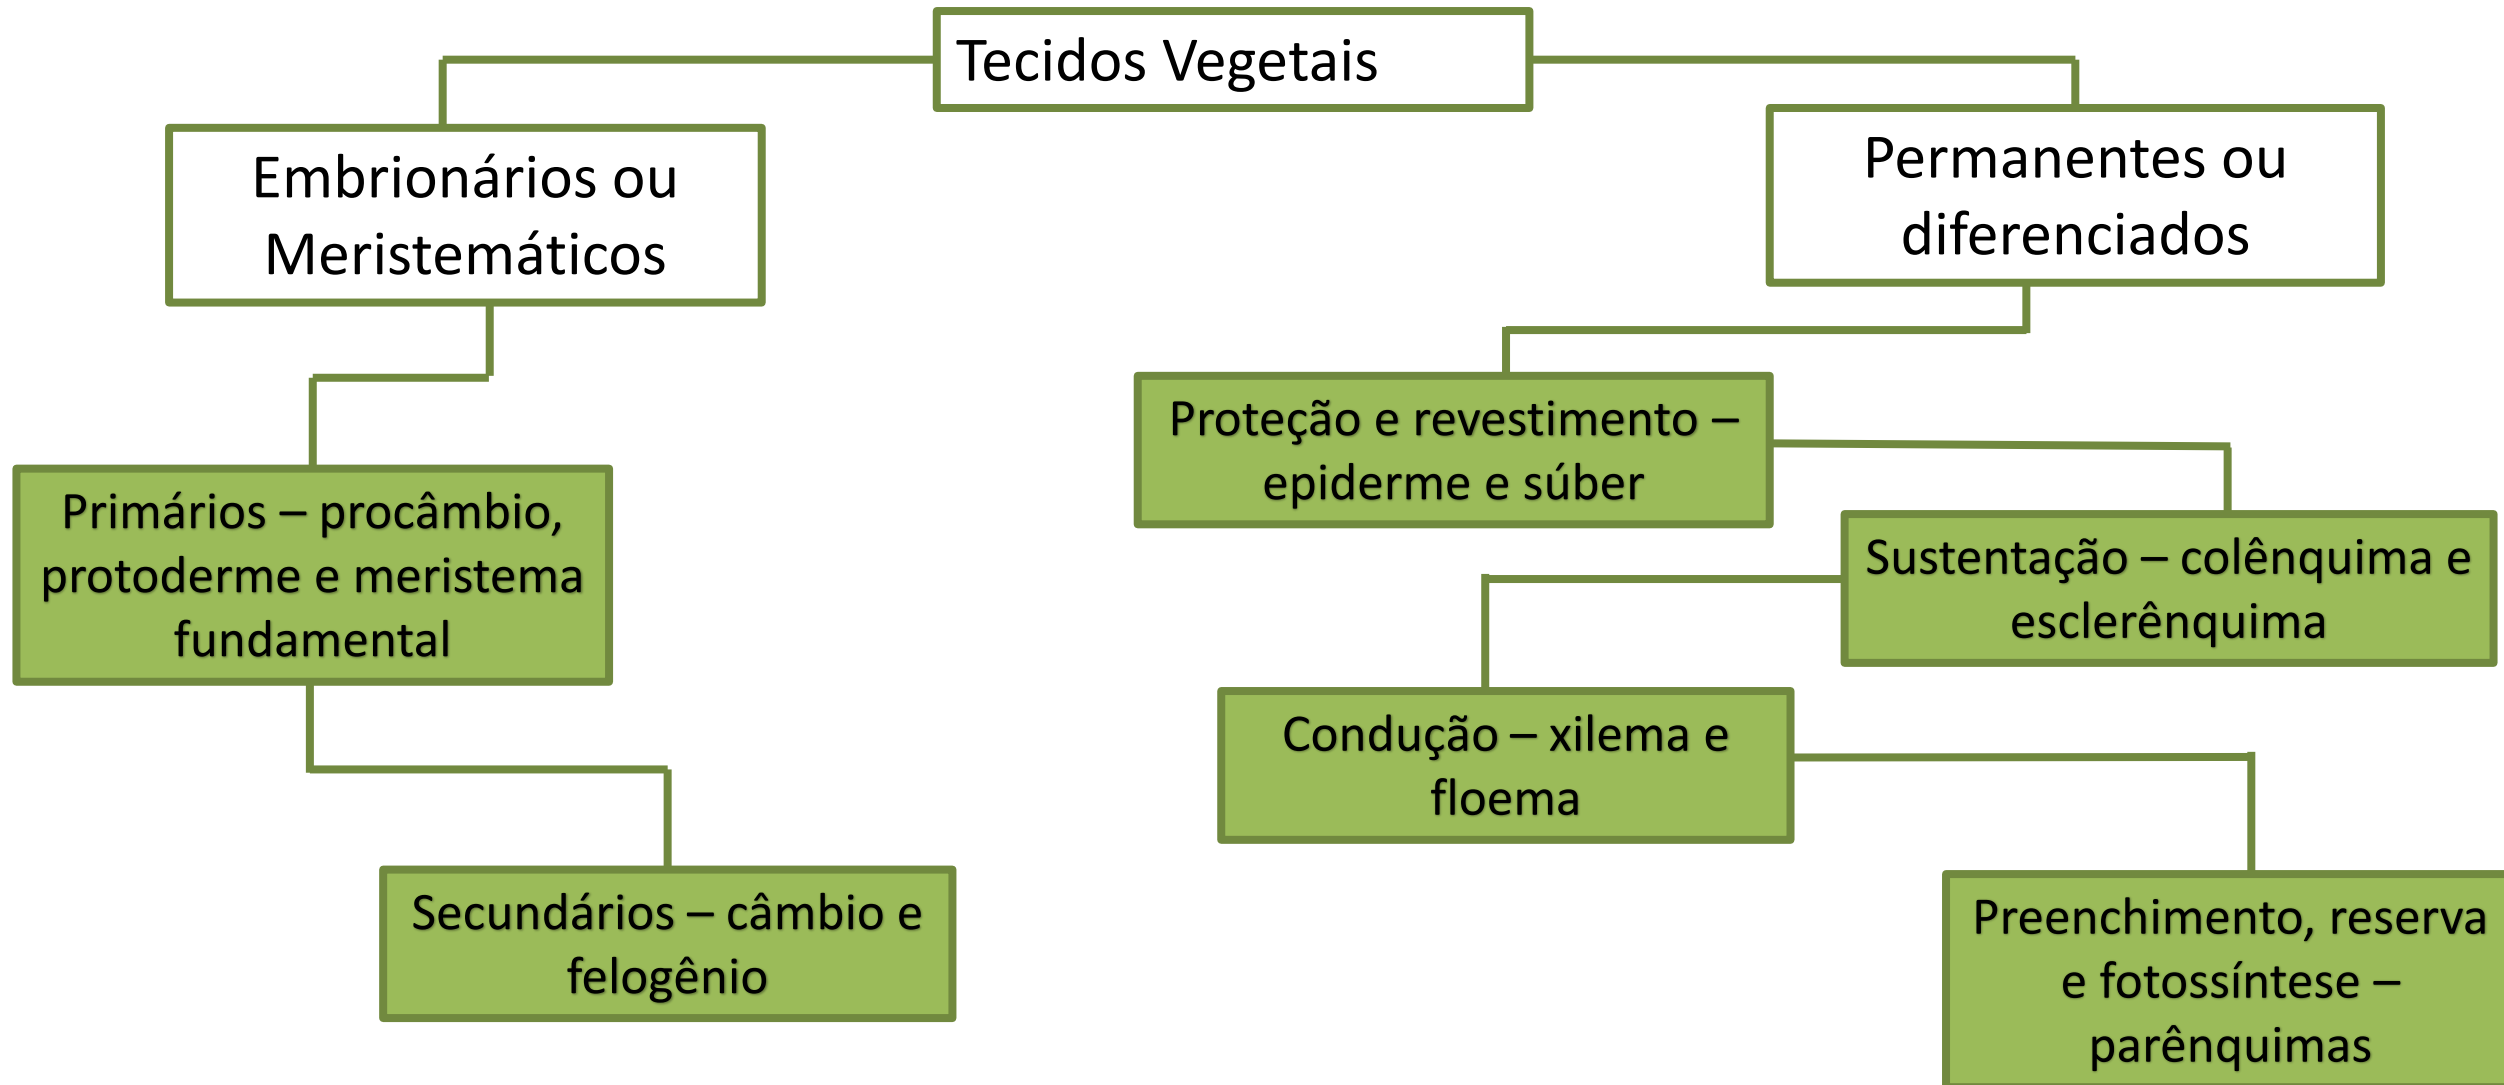 Tecidos Vegetais
Embrionários ou
Meristemáticos
Permanentes ou
diferenciados
Proteção e revestimento –
epiderme e súber
Primários – procâmbio,
protoderme e meristema
fundamental
Sustentação – colênquima e
esclerênquima
Condução – xilema e
floema
Secundários – câmbio e
felogênio
Preenchimento, reserva
e fotossíntese –
parênquimas